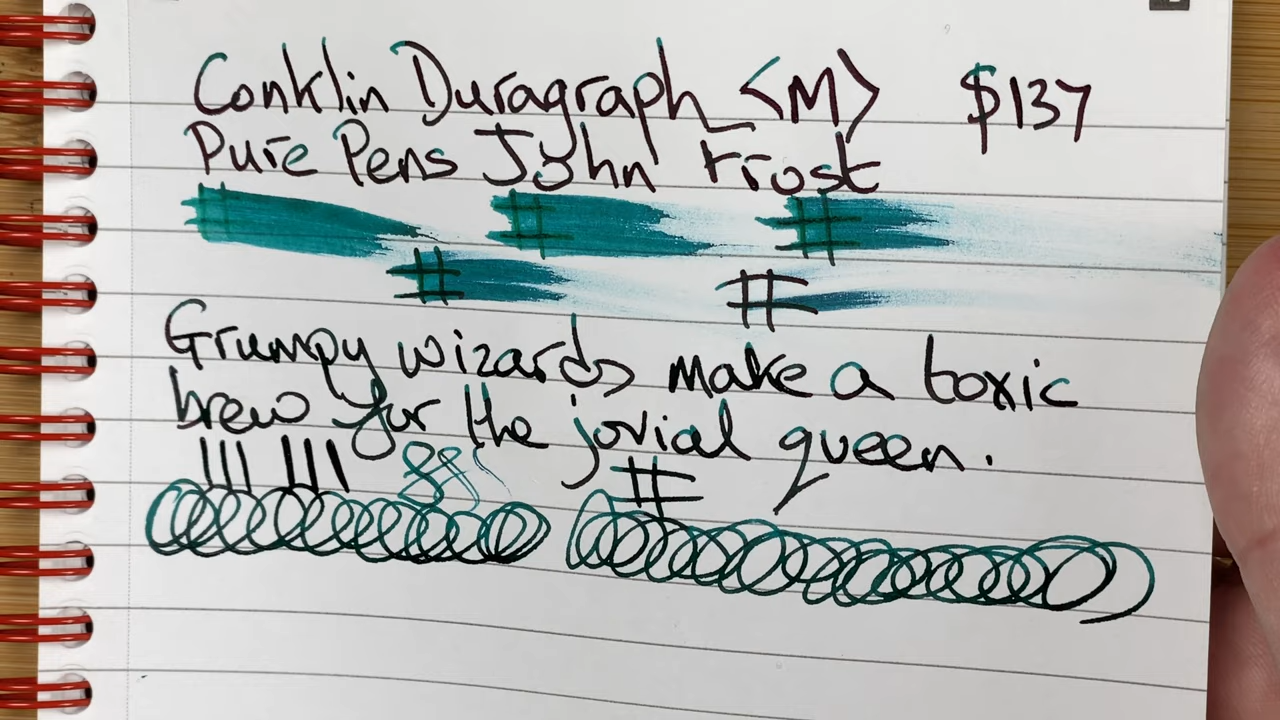 Conklin Duragraph <M> $137
Pure Pens John Frost
# # #
# #
Grumpy wizards make a toxic
brew for the jovial queen.
#